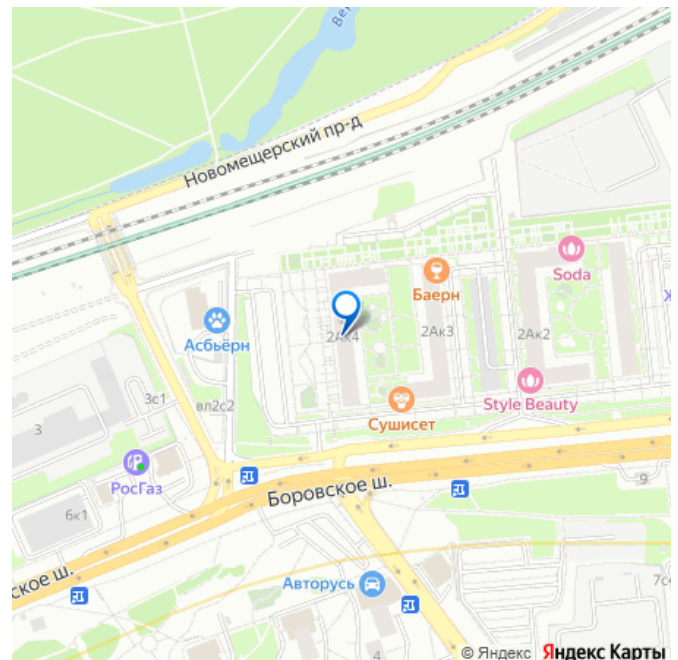 Новомещерский пр-д
Soda
Баерн
2Ак4
2Ак3
2Ак2
Асбьёрн
3с1
вл2с2
Сушисет
Style Beauty
3
РосГаз
6к1
Боровское ш.
9
ское ш.
Авторусь
4
© Яндекс Яндекс Карты